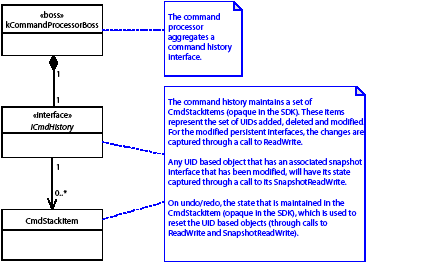 «boss»
kCommandProcessorBoss
The command
processor
aggregates a
command history
interface.
1
1
«interface»
ICmdHistory
The command history maintains a set of
CmdStackItems (opaque in the SDK). These items
represent the set of UIDs added, deleted and modified.
For the modified persistent interfaces, the changes are
captured through a call to ReadWrite.
Any UID based object that has an associated snapshot
interface that has been modified, will have its state
captured through a call to its SnapshotReadWrite.
On undo/redo, the state that is maintained in the
CmdStackItem (opaque in the SDK), which is used to
reset the UID based objects (through calls to
ReadWrite and SnapshotReadWrite).
1
0..*
CmdStackItem